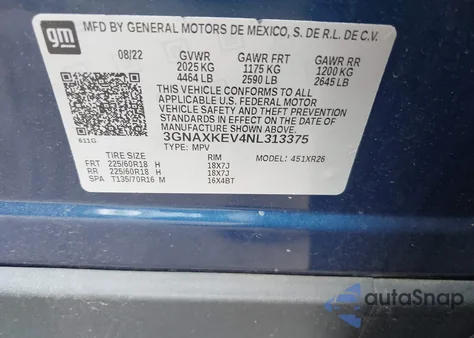 gm
MFD BY GENERAL MOTORS DE MEXICO, S. DE R.L. DE C.V.
08/22 GVWR GAWR FRT GAWR RR
2025 KG 1175 KG 1200 KG
4464 LB 2590 LB 2645 LB
THIS VEHICLE CONFORMS TO ALL
APPLICABLE U.S. FEDERAL MOTOR
VEHICLE SAFETY AND THEFT PREVENTION
STANDARDS IN EFFECT ON THE DATE OF
MANUFACTURE SHOWN ABOVE.
611G 3GNAXKEV4NL313375
TYPE: MPV
TIRE SIZE RIM MODEL: 451XR26
FRT 225/60R18 H 18X7J
RR 225/60R18 H 18X7J
SPA T135/70R16 M 16X4BT
autoSnap